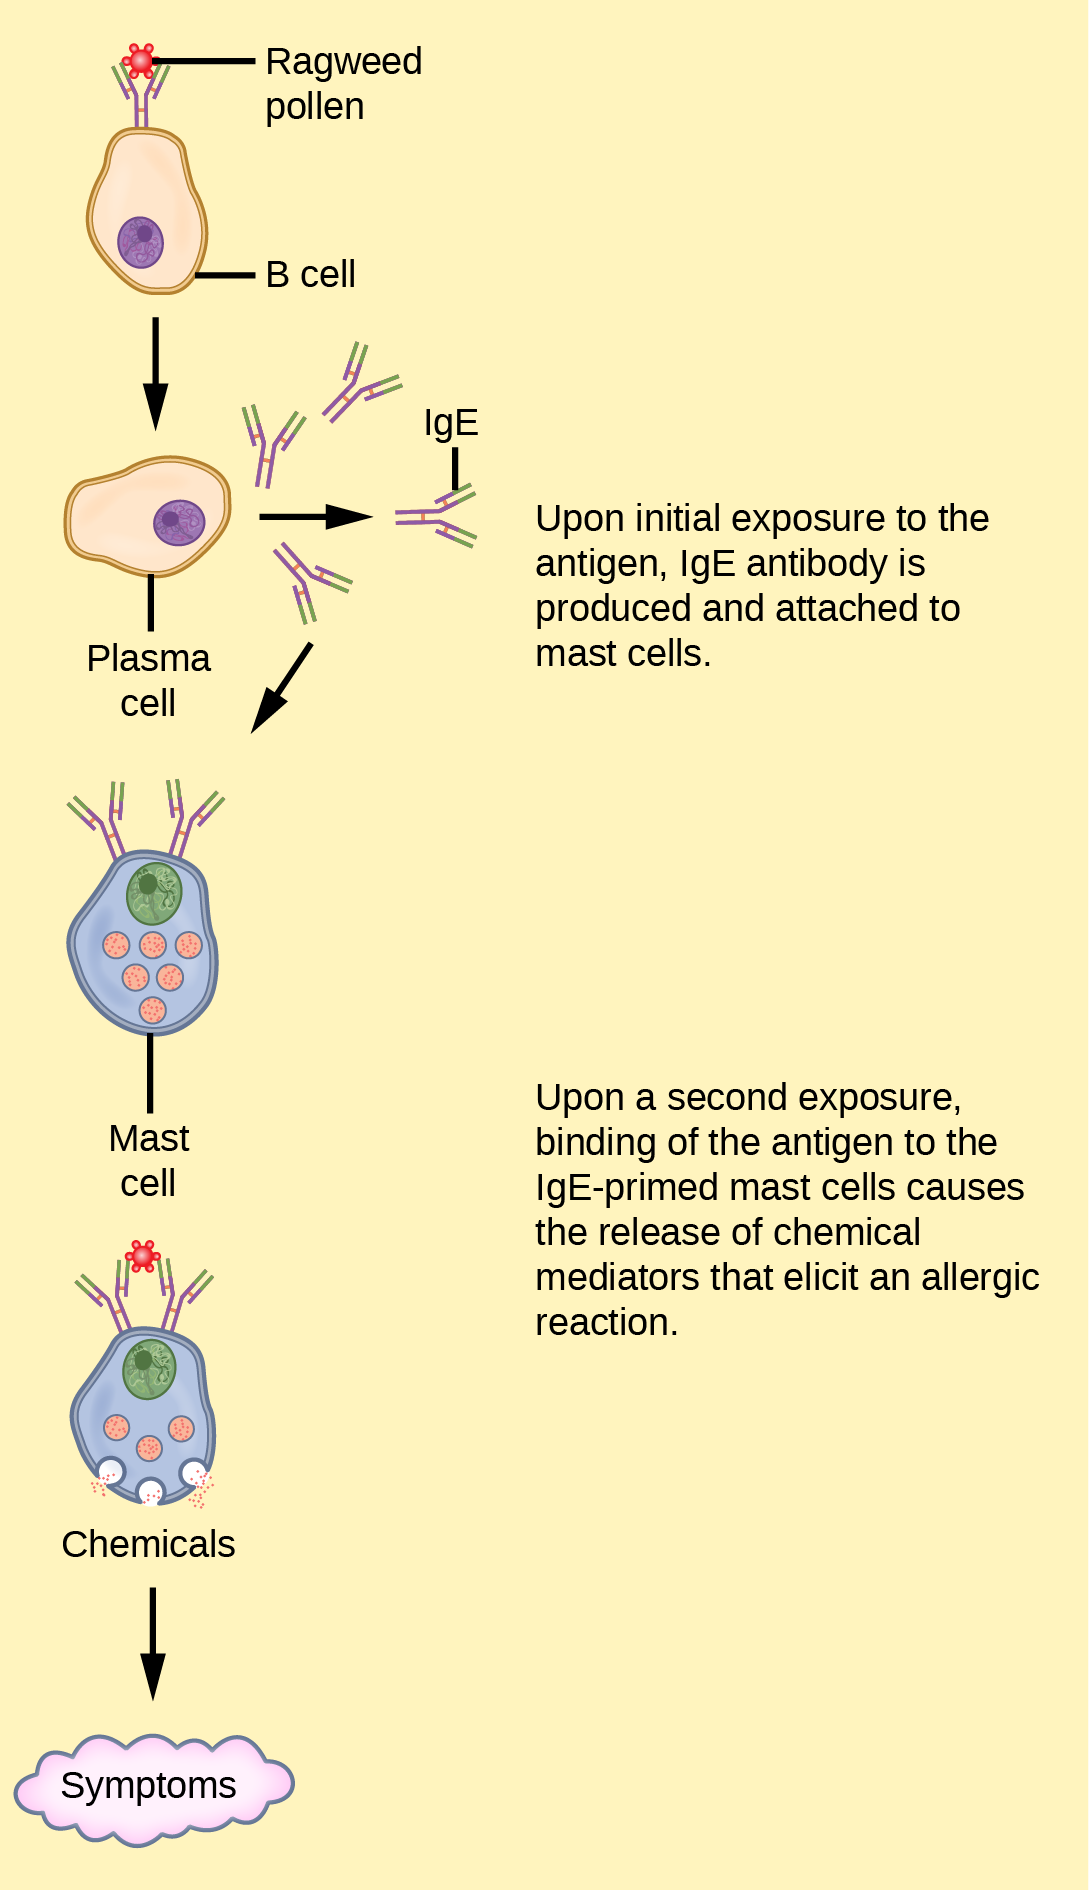 Ragweed
pollen
B cell
IgE
Upon initial exposure to the
antigen, IgE antibody is
produced and attached to
mast cells.
Plasma
cell
Mast
cell
Upon a second exposure,
binding of the antigen to the
IgE-primed mast cells causes
the release of chemical
mediators that elicit an allergic
reaction.
Chemicals
Symptoms